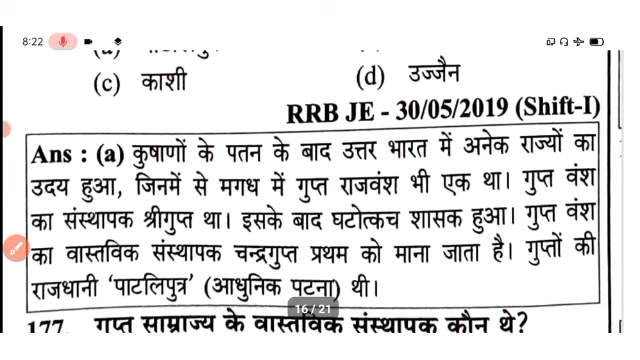 8:22
(c) काशी (d) उज्जैन
RRB JE - 30/05/2019 (Shift-I)
Ans : (a) कुषाणों के पतन के बाद उत्तर भारत में अनेक राज्यों का
उदय हुआ, जिनमें से मगध में गुप्त राजवंश भी एक था। गुप्त वंश
का संस्थापक श्रीगुप्त था। इसके बाद घटोत्कच शासक हुआ। गुप्त वंश
का वास्तविक संस्थापक चन्द्रगुप्त प्रथम को माना जाता है। गुप्तों की
राजधानी 'पाटलिपुत्र' (आधुनिक पटना) थी।
16/21
177. गुप्त साम्राज्य के वास्तविक संस्थापक कौन थे?